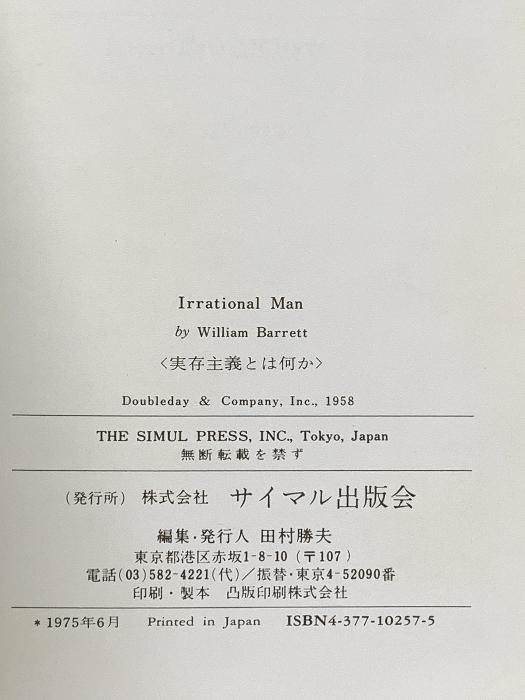 Irrational Man
by William Barrett
〈実存主義とは何か〉
Doubleday & Company, Inc., 1958
THE SIMUL PRESS, INC., Tokyo, Japan
無断転載を禁ず
(発行所) 株式会社 サイマル出版会
編集・発行人 田村勝夫
東京都港区赤坂1-8-10 (〒107)
電話(03)582-4221(代)/振替・東京4-52090番
印刷・製本 凸版印刷株式会社
* 1975年6月 Printed in Japan ISBN4-377-10257-5